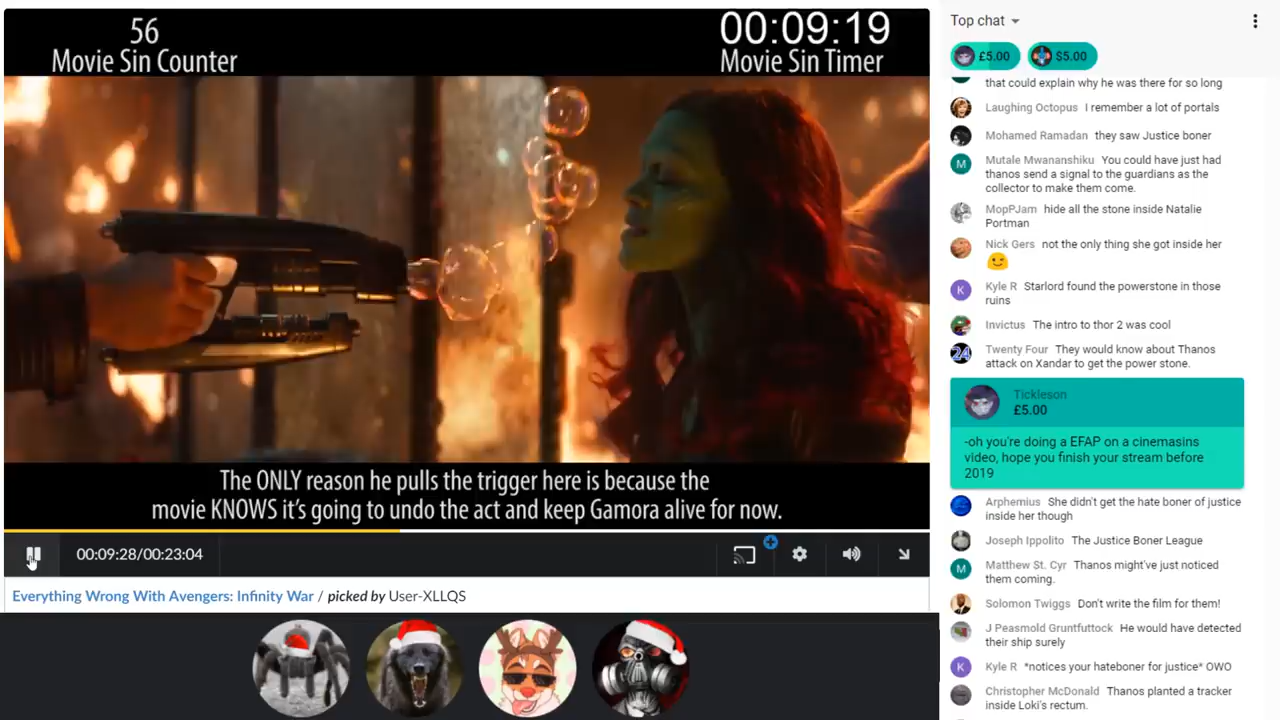 56
Movie Sin Counter
00:09:19
Movie Sin Timer
The ONLY reason he pulls the trigger here is because the
movie KNOWS it's going to undo the act and keep Gamora alive for now.
00:09:28/00:23:04
Everything Wrong With Avengers: Infinity War / picked by User-XLLQS
Top chat
£5.00
$5.00
that could explain why he was there for so long
Laughing Octopus I remember a lot of portals
Mohamed Ramadan they saw Justice boner
M
Mutale Mwananshiku You could have just had
thanos send a signal to the guardians as the
collector to make them come.
MopPJam hide all the stone inside Natalie
Portman
Nick Gers not the only thing she got inside her
K
Kyle R Starlord found the powerstone in those
ruins
Invictus The intro to thor 2 was cool
24
Twenty Four They would know about Thanos
attack on Xandar to get the power stone.
Tickleson
£5.00
-oh you're doing a EFAP on a cinemasins
video, hope you finish your stream before
2019
Arphemius She didn't get the hate boner of justice
inside her though
Joseph Ippolito The Justice Boner League
M
Matthew St. Cyr Thanos might've just noticed
them coming.
Solomon Twiggs Don't write the film for them!
J Peasmold Gruntfuttock He would have detected
their ship surely
K
Kyle R *notices your hateboner for justice* OWO
Christopher McDonald Thanos planted a tracker
inside Loki's rectum.